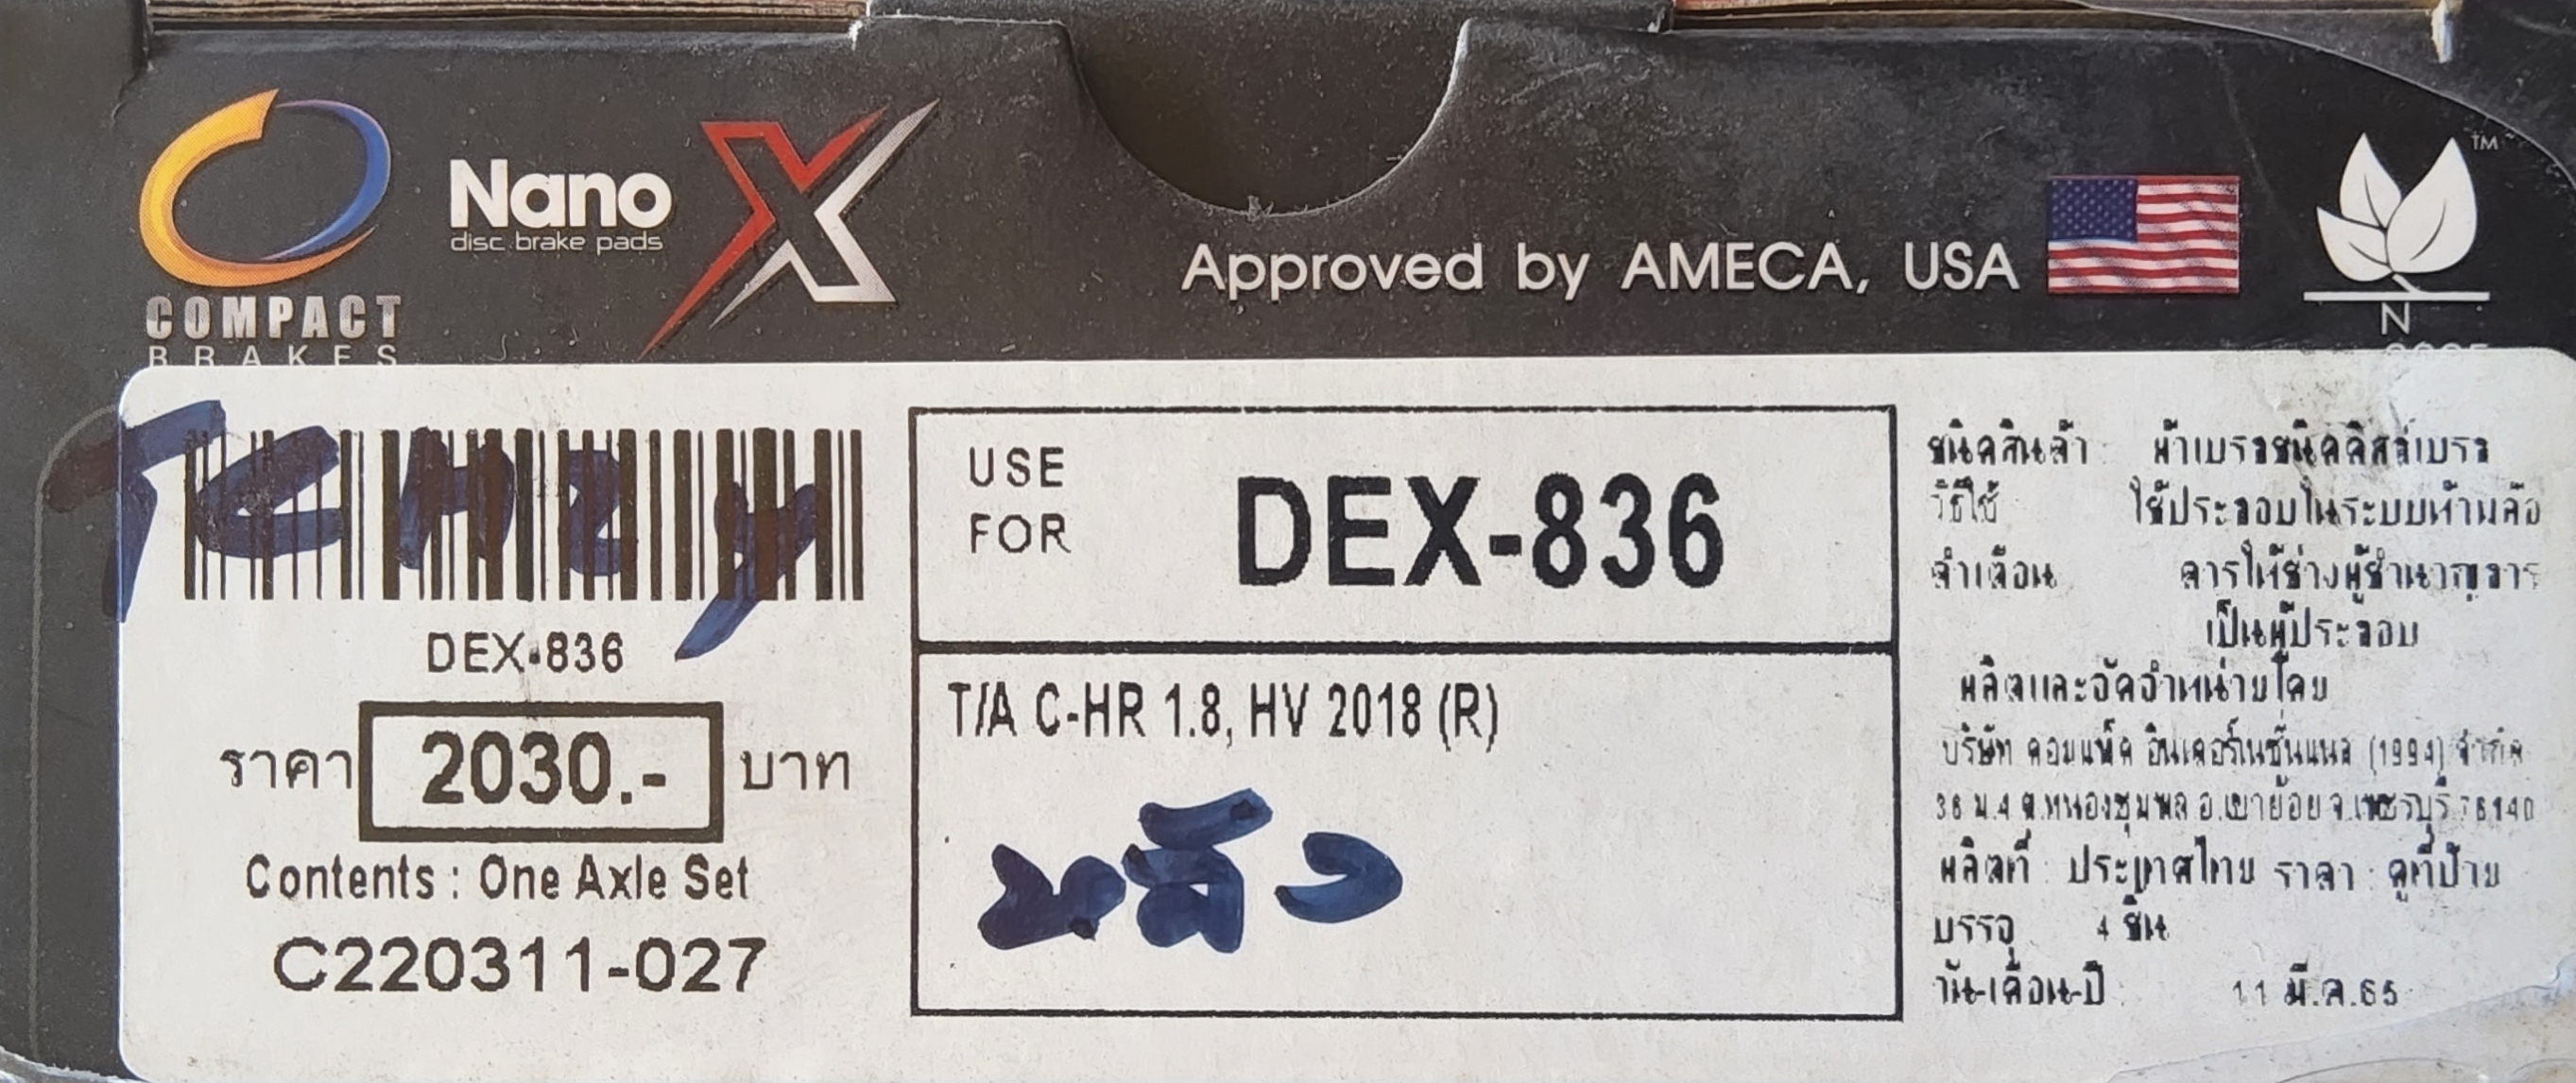 COMPACT
BRAKES
Nano X
disc brake pads
Approved by AMECA, USA
TM
N
DEX-836
ราคา 2030.- บาท
Contents : One Axle Set
C220311-027
USE
FOR
DEX-836
T/A C-HR 1.8, HV 2018 (R)
หลัง
ชนิดสินค้า ผ้าเบรกชนิดดิสก์เบรก
วิธีใช้ ใช้ประกอบในระบบห้ามล้อ
คำเตือน ควรให้ช่างผู้ชำนาญการ
เป็นผู้ประกอบ
ผลิตและจัดจำหน่ายโดย
บริษัท คอมแพ็ค อินเตอร์เนชั่นแนล (1994) จำกัด
36 ม.4 ต.หนองชุมพล อ.เขาย้อย จ.เพชรบุรี 76140
ผลิตที่ : ประเทศไทย ราคา : ดูที่ป้าย
บรรจุ 4 ชิ้น
วัน-เดือน-ปี : 11 มี.ค.65